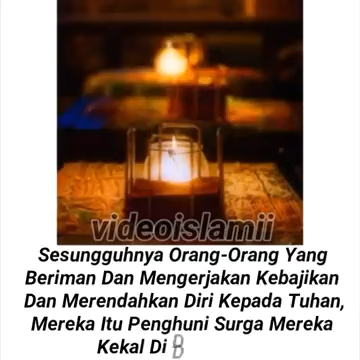 videoislamii
Sesungguhnya Orang-Orang Yang
Beriman Dan Mengerjakan Kebajikan
Dan Merendahkan Diri Kepada Tuhan,
Mereka Itu Penghuni Surga Mereka
Kekal Di